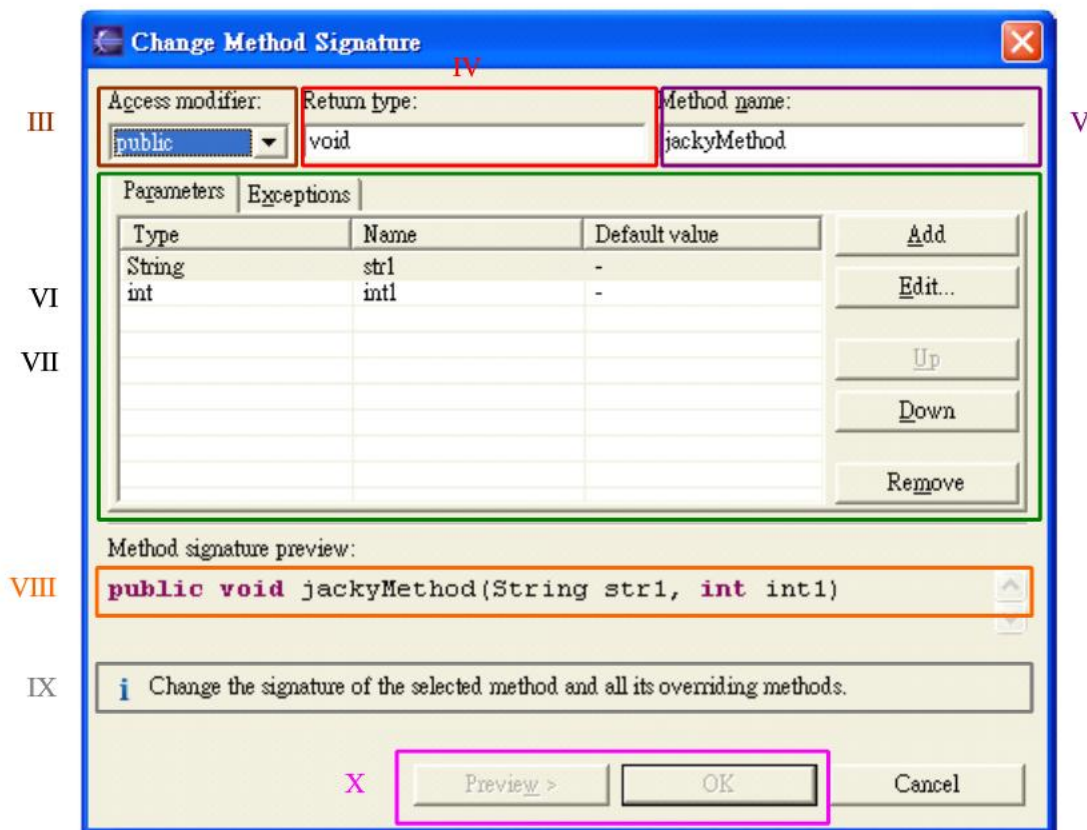 Change Method Signature
IV
III
Access modifier:
Return type:
Method name:
V
public
void
jackyMethod
Parameters
Exceptions
Type
Name
Default value
Add
String
str1
-
VI
int
int1
-
Edit...
VII
Up
Down
Remove
Method signature preview:
VIII
public void jackyMethod(String str1, int int1)
IX
i
Change the signature of the selected method and all its overriding methods.
X
Preview >
OK
Cancel